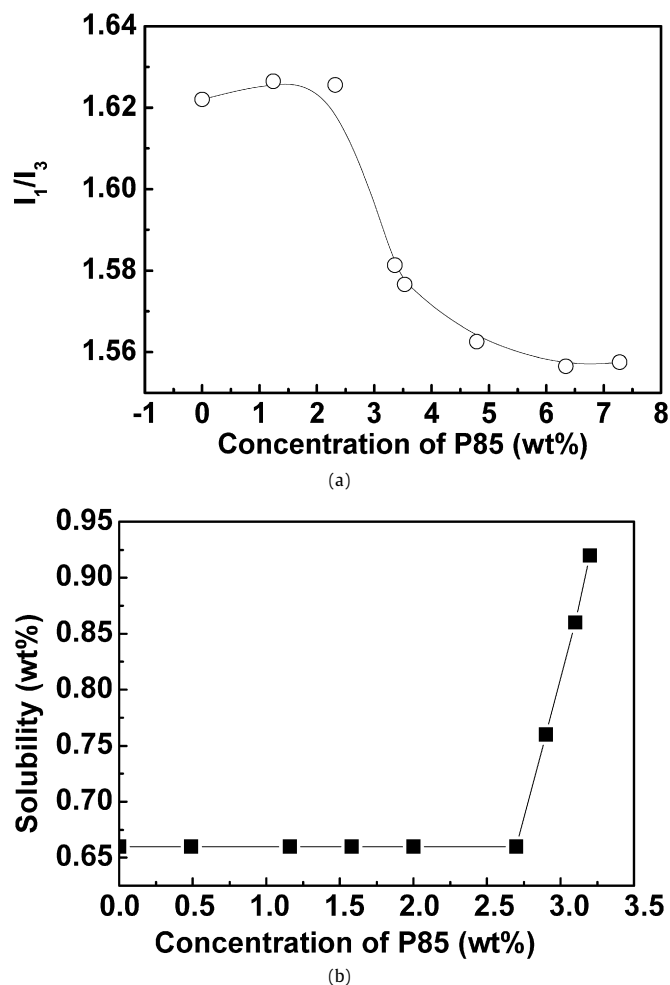 1.64
1.62
1.60
1.58
1.56
I₁/I₃
-1 0 1 2 3 4 5 6 7 8
Concentration of P85 (wt%)
(a)
0.95
0.90
0.85
0.80
0.75
0.70
0.65
Solubility (wt%)
0.0 0.5 1.0 1.5 2.0 2.5 3.0 3.5
Concentration of P85 (wt%)
(b)